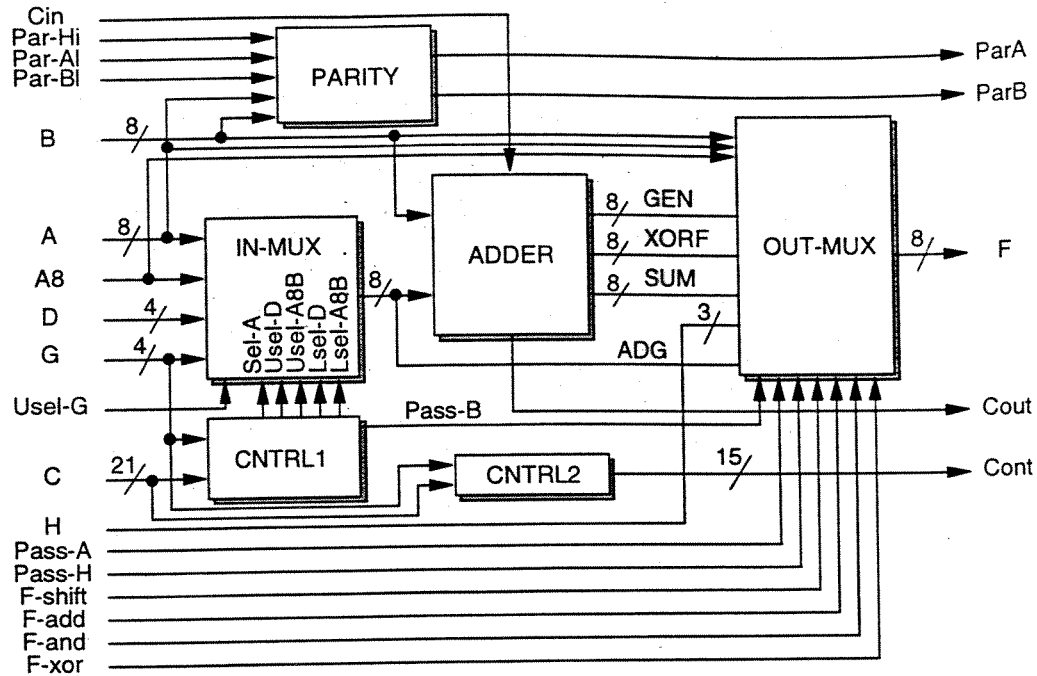 Cin
Par-Hi
Par-Al
Par-Bl
PARITY
ParA
ParB
B
8
A
8
A8
D
4
G
4
Usel-G
IN-MUX
Sel-A
Usel-D
Usel-A8B
Lsel-D
Lsel-A8B
8
ADDER
8
GEN
8
XORF
8
SUM
3
ADG
OUT-MUX
8
F
Pass-B
Cout
CNTRL1
C
21
CNTRL2
15
Cont
H
Pass-A
Pass-H
F-shift
F-add
F-and
F-xor